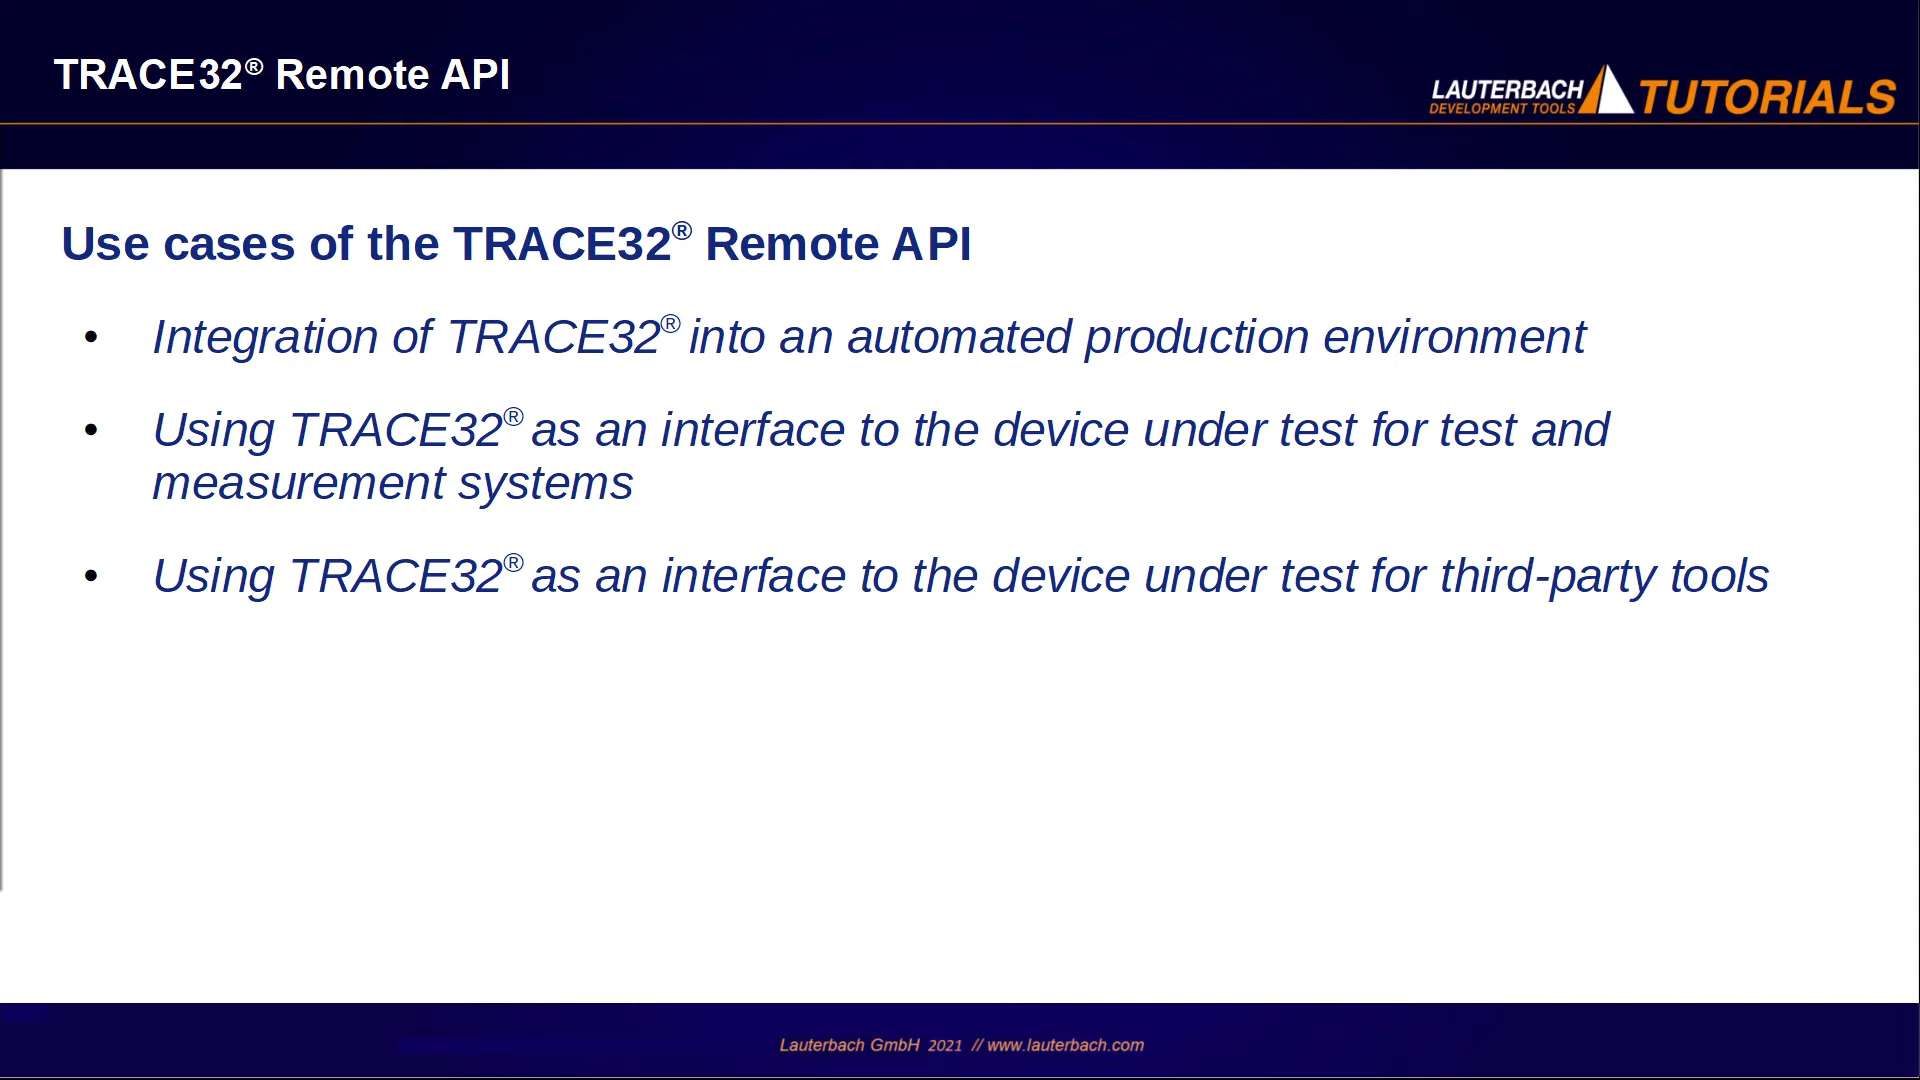 TRACE32® Remote API
LAUTERBACH
DEVELOPMENT TOOLS
TUTORIALS
Use cases of the TRACE32® Remote API
• Integration of TRACE32® into an automated production environment
• Using TRACE32® as an interface to the device under test for test and
measurement systems
• Using TRACE32® as an interface to the device under test for third-party tools
Lauterbach GmbH 2021 // www.lauterbach.com